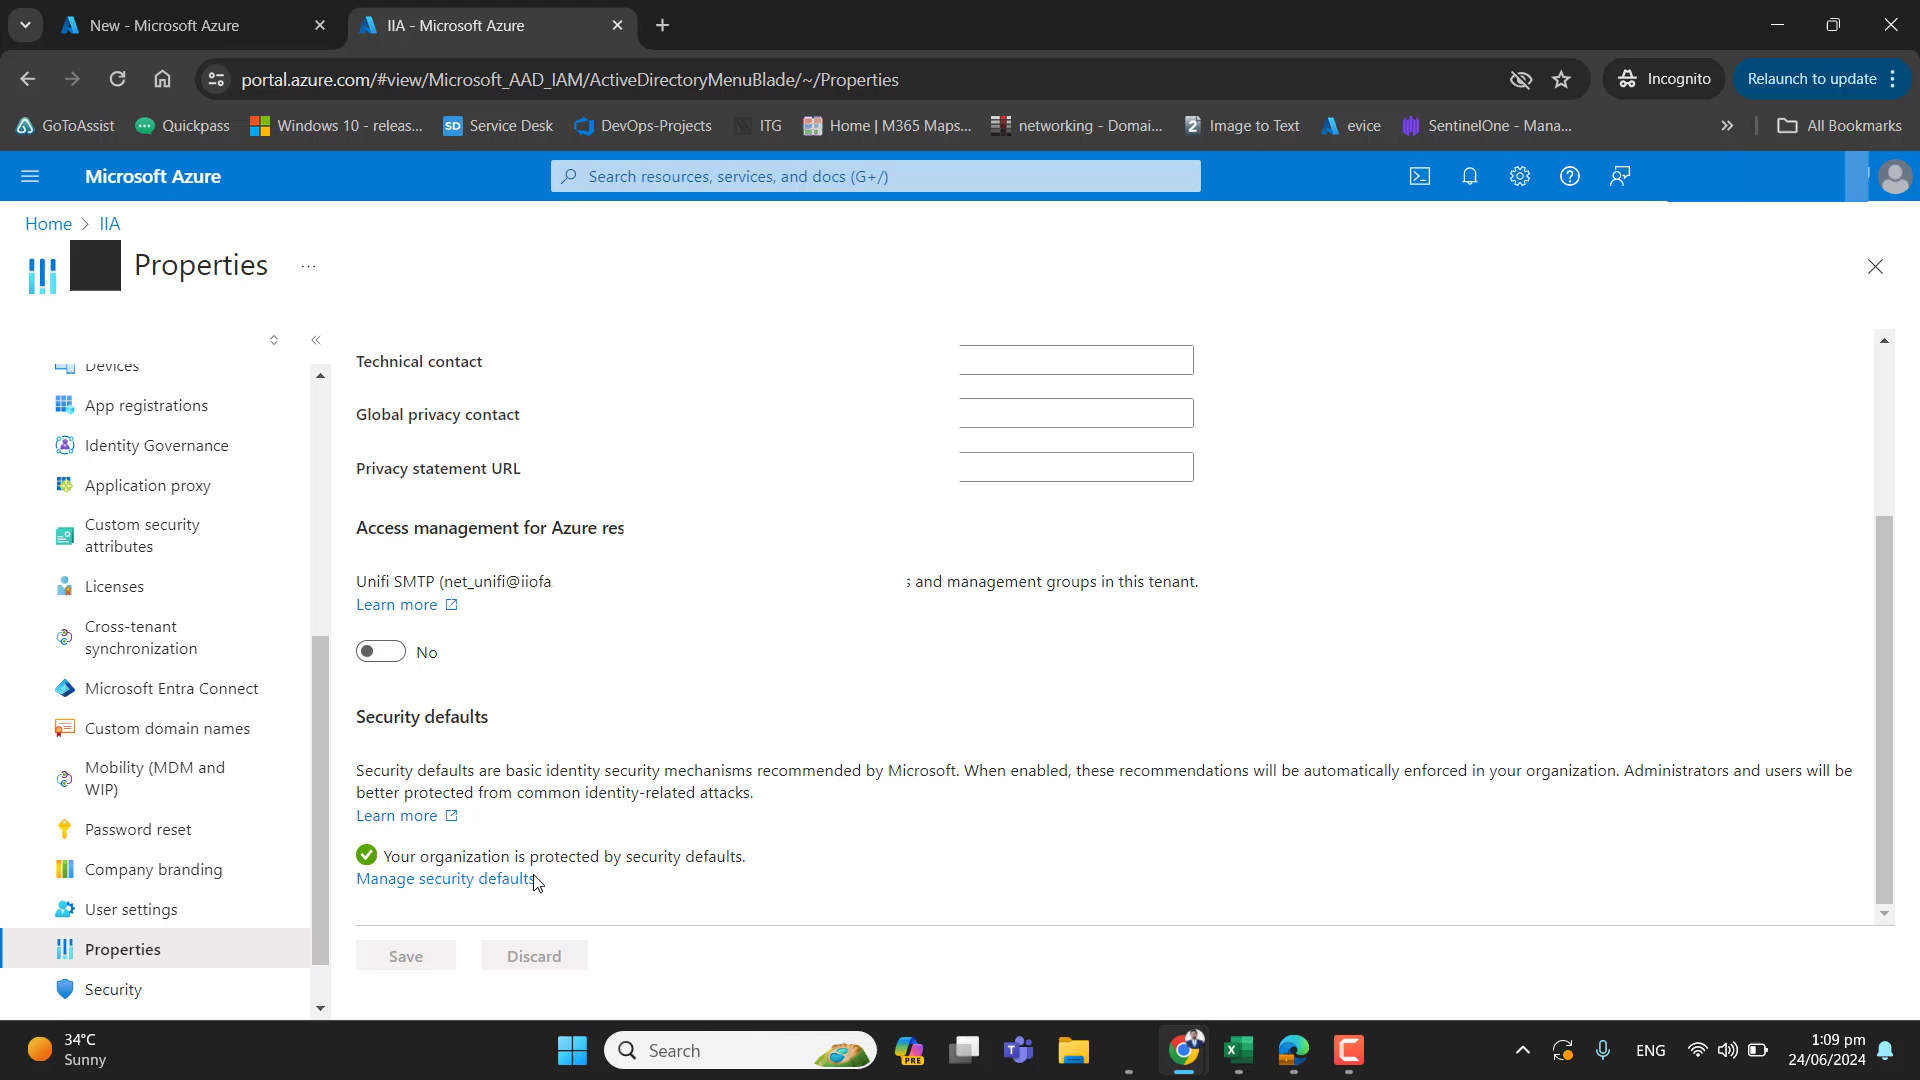 New - Microsoft Azure
IIA - Microsoft Azure
portal.azure.com/#view/Microsoft_AAD_IAM/ActiveDirectoryMenuBlade/~/Properties
Incognito
Relaunch to update
GoToAssist
Quickpass
Windows 10 - releas...
SD Service Desk
DevOps-Projects
ITG
Home | M365 Maps...
networking - Domai...
Image to Text
evice
SentinelOne - Mana...
All Bookmarks
Microsoft Azure
Search resources, services, and docs (G+/)
Home > IIA
Properties ...
Devices
App registrations
Identity Governance
Application proxy
Custom security
attributes
Licenses
Cross-tenant
synchronization
Microsoft Entra Connect
Custom domain names
Mobility (MDM and
WIP)
Password reset
Company branding
User settings
Properties
Security
Technical contact
Global privacy contact
Privacy statement URL
Access management for Azure res
Unifi SMTP (net_unifi@iiofa
s and management groups in this tenant.
Learn more
No
Security defaults
Security defaults are basic identity security mechanisms recommended by Microsoft. When enabled, these recommendations will be automatically enforced in your organization. Administrators and users will be
better protected from common identity-related attacks.
Learn more
Your organization is protected by security defaults.
Manage security defaults
Save
Discard
34°C
Sunny
Search
PRE
ENG
1:09 pm
24/06/2024